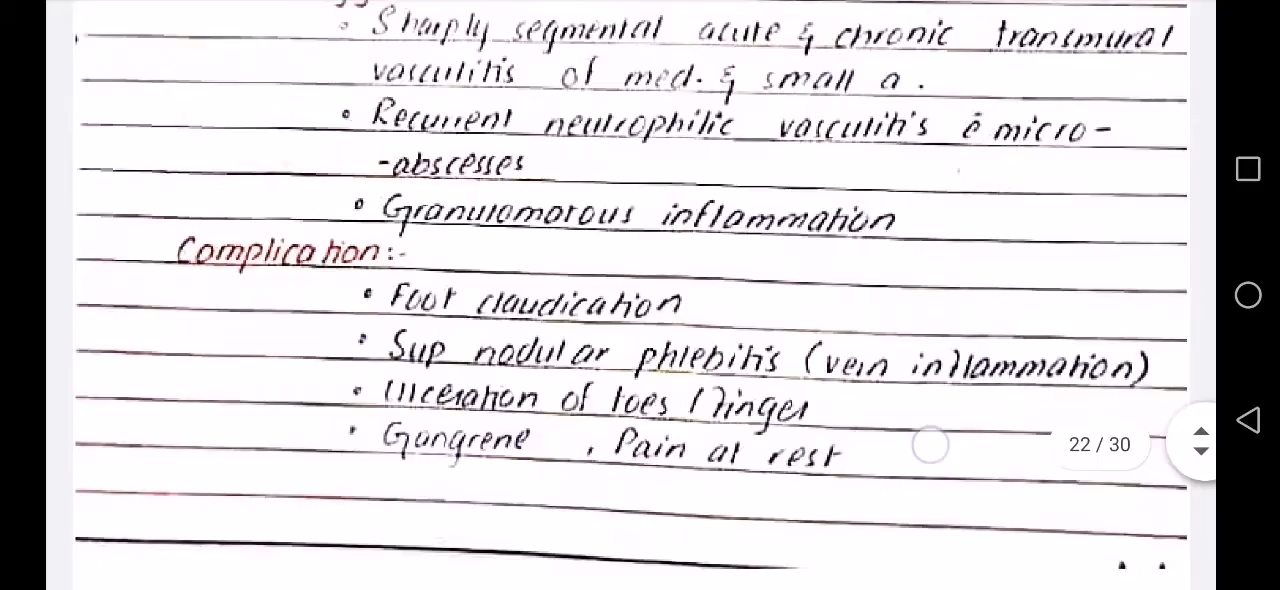 • Sharply segmental acute & chronic transmural
vasculitis of med. & small a.
• Recurrent neutrophilic vasculitis c̄ micro-
-abscesses
• Granulomatous inflammation
Complication:-
• Foot claudication
• Sup nodular phlebitis (vein inflammation)
• Ulceration of toes / finger
• Gangrene , Pain at rest
22 / 30